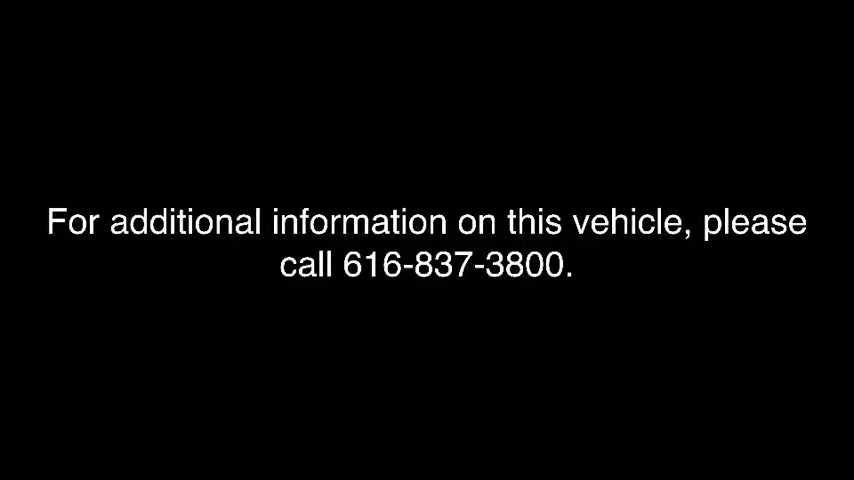 For additional information on this vehicle, please
call 616-837-3800.